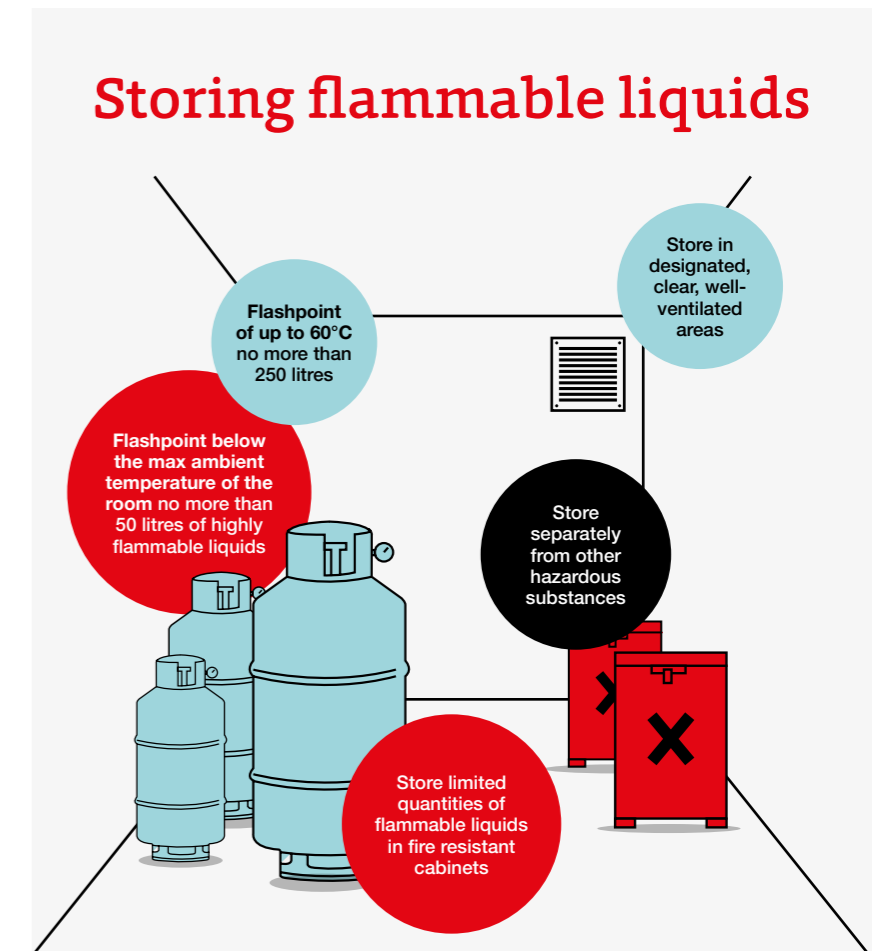 Storing flammable liquids
Store in
designated,
clear, well-
ventilated
areas
Flashpoint
of up to 60°C
no more than
250 litres
Flashpoint below
the max ambient
temperature of the
room no more than
50 litres of highly
flammable liquids
Store
separately
from other
hazardous
substances
Store limited
quantities of
flammable liquids
in fire resistant
cabinets